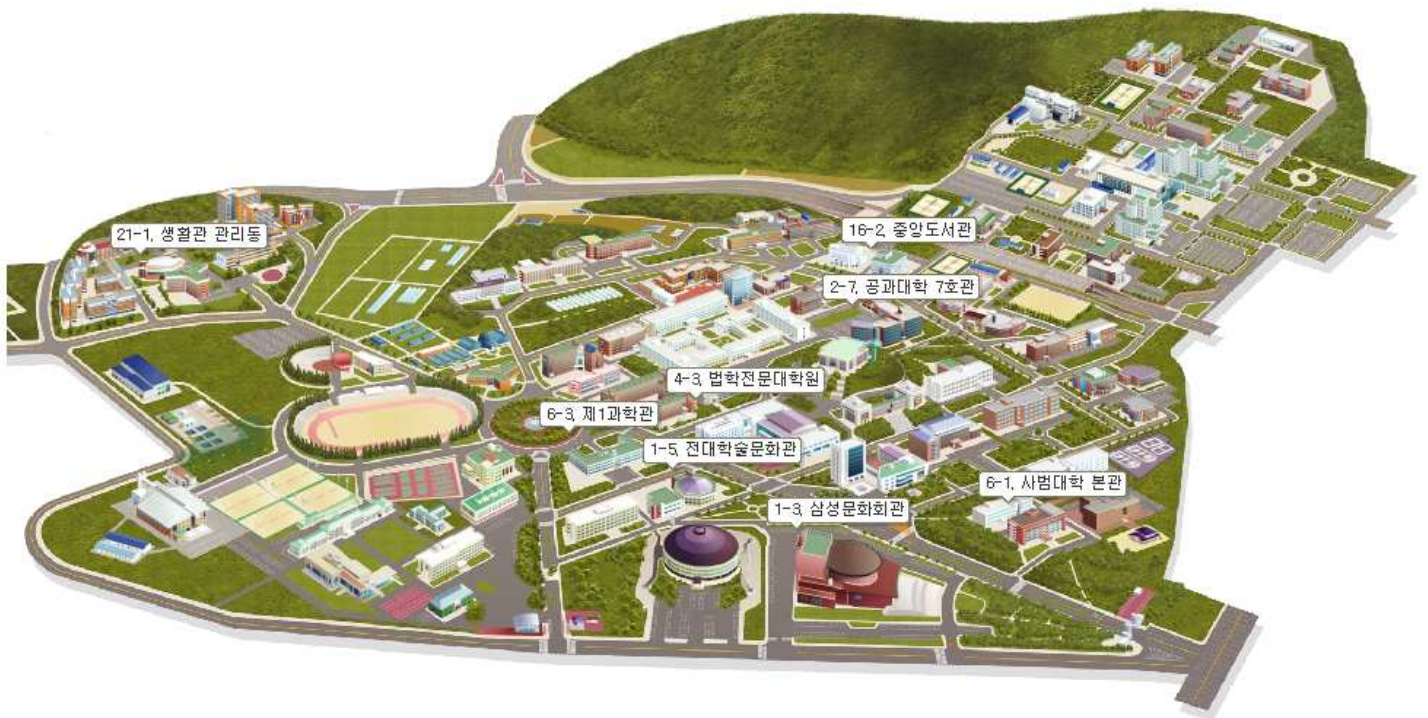 21-1, 생활관 관리동
16-2, 중앙도서관
2-7, 공과대학 7호관
4-3, 법학전문대학원
6-3, 제1과학관
1-5, 전대학술문화관
6-1, 사범대학 본관
1-3, 삼성문화회관